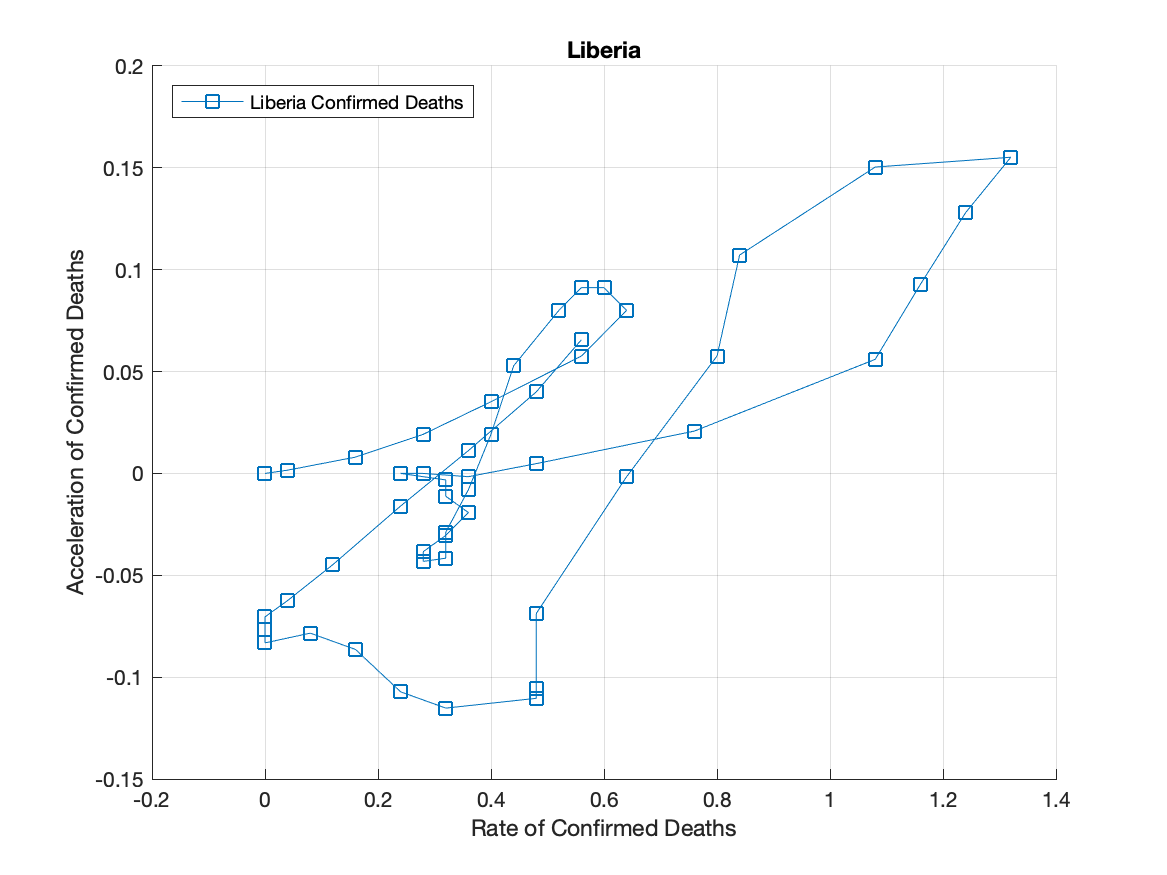 Liberia
Liberia Confirmed Deaths
0.2
0.15
0.1
0.05
0
-0.05
-0.1
-0.15
Acceleration of Confirmed Deaths
-0.2 0 0.2 0.4 0.6 0.8 1 1.2 1.4
Rate of Confirmed Deaths